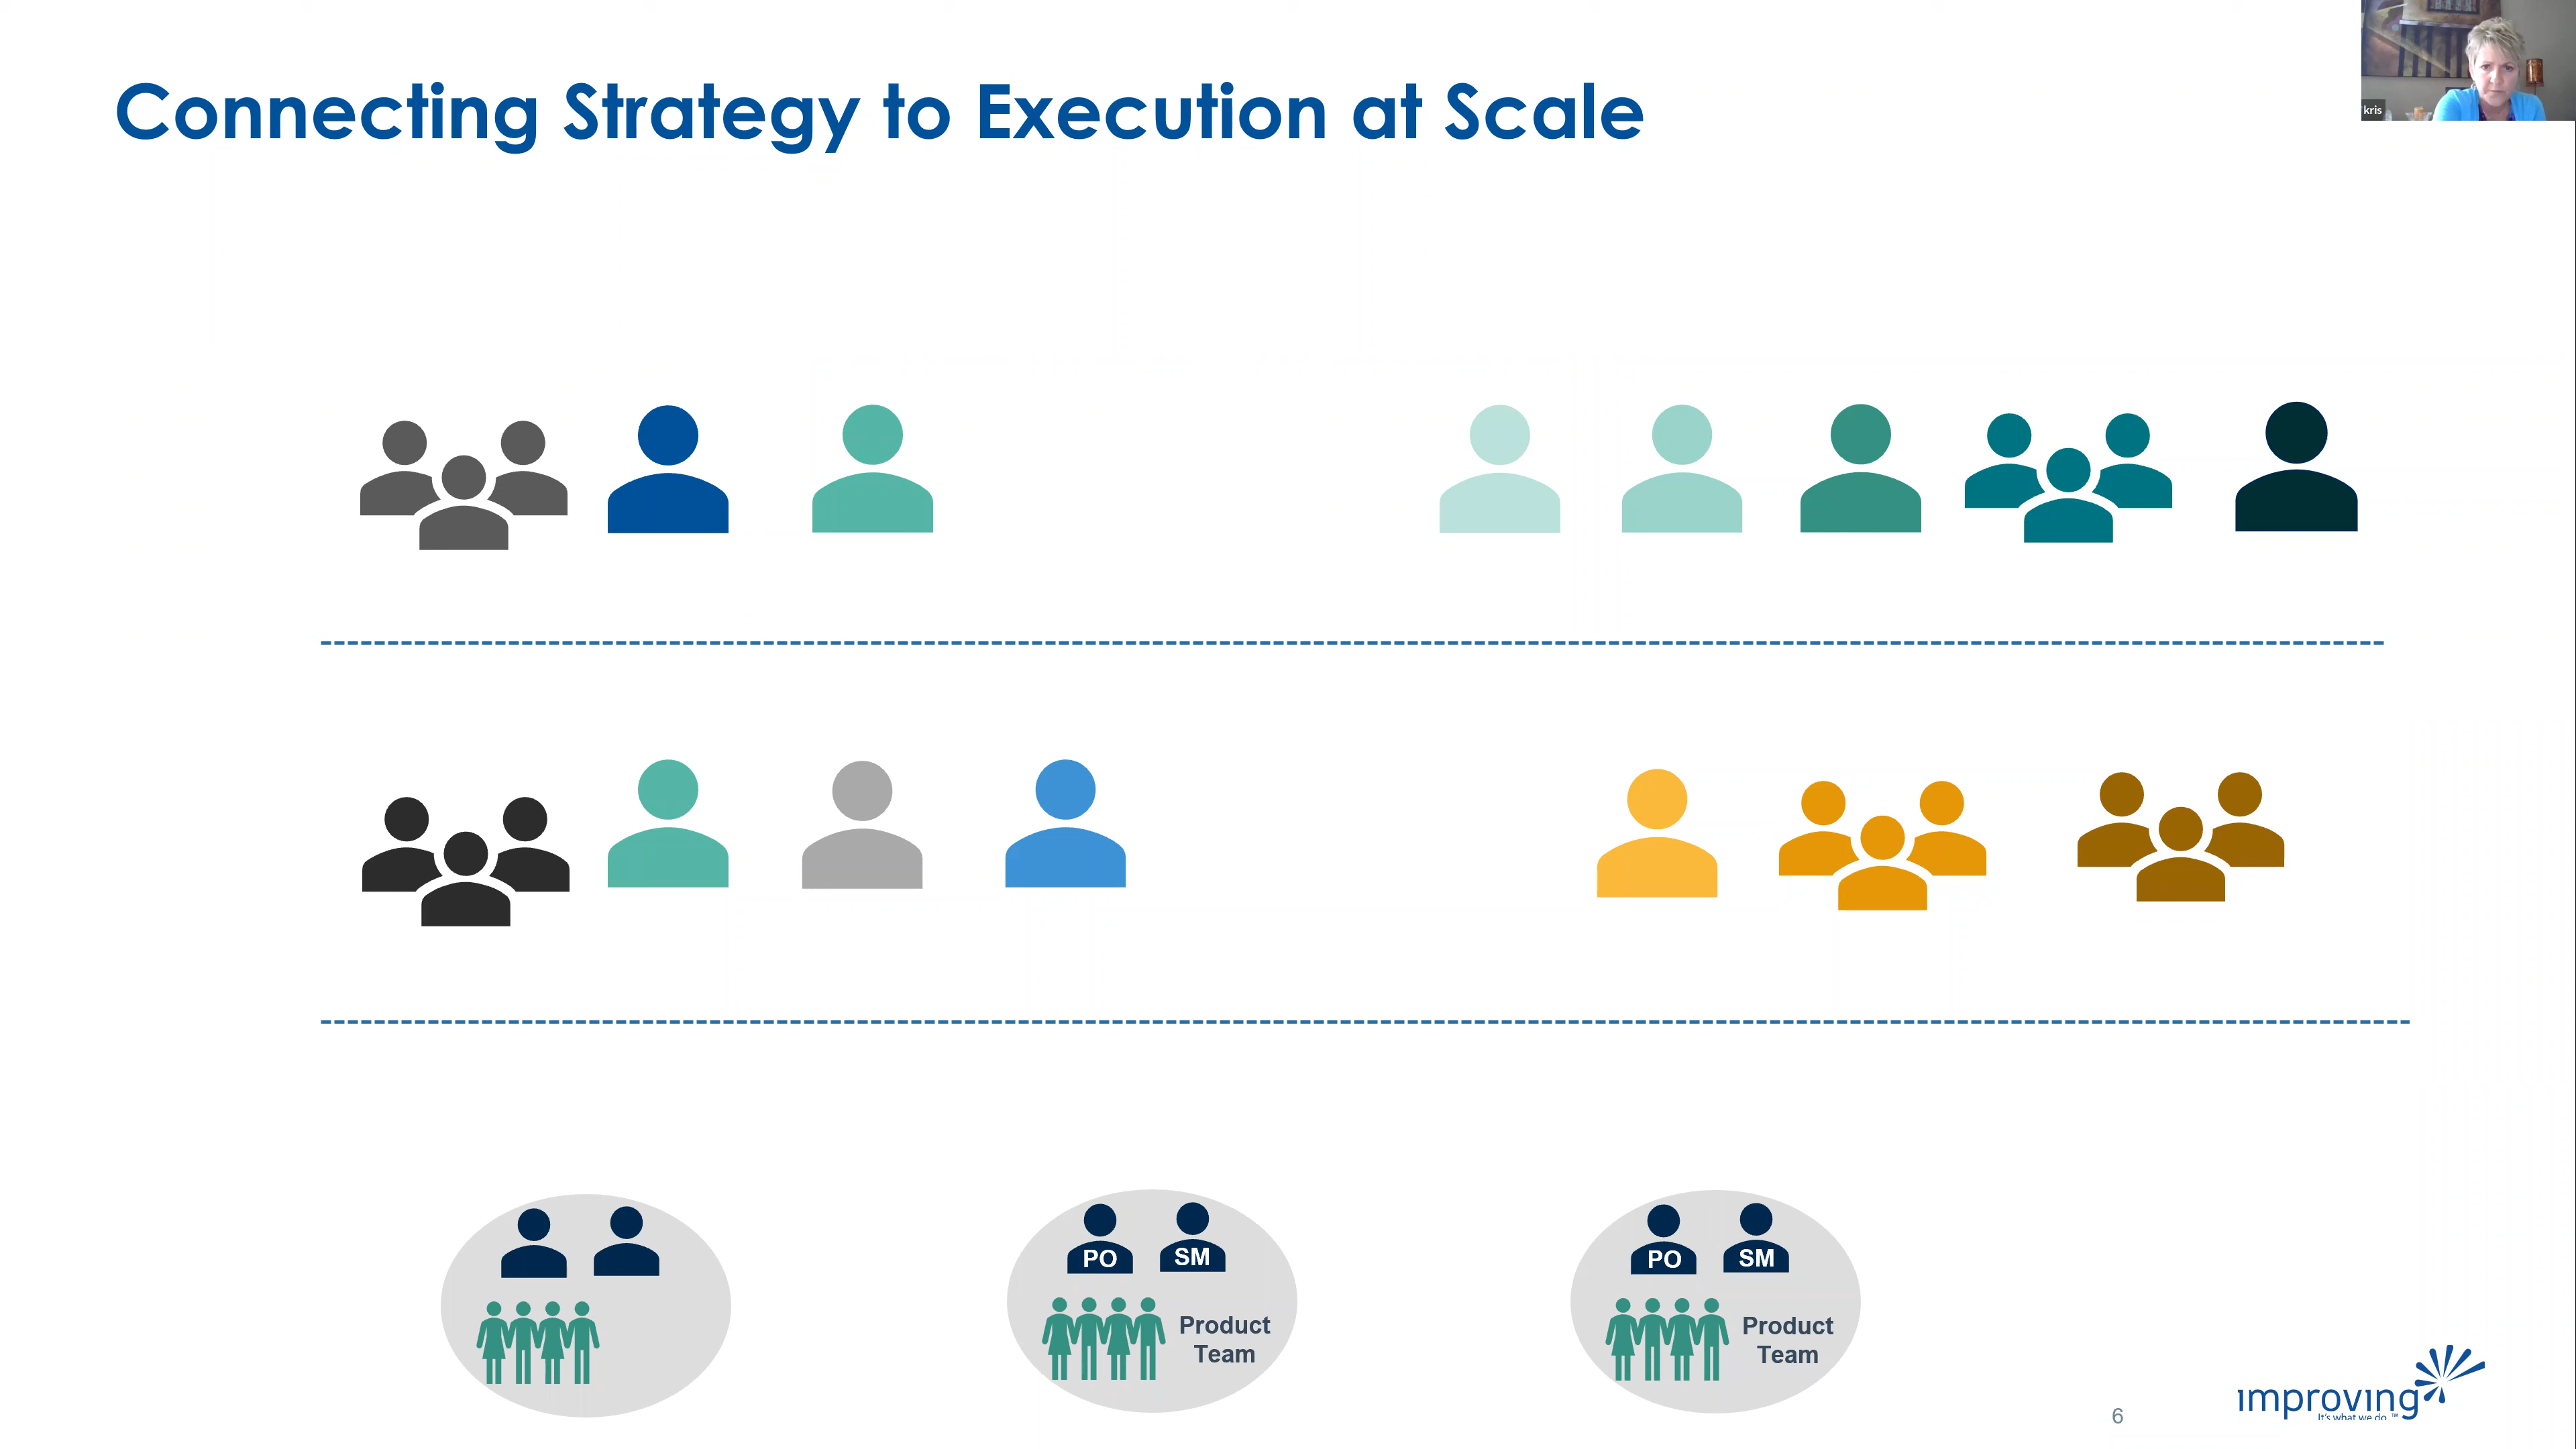 Connecting Strategy to Execution at Scale
kris
PO SM
Product
Team
PO SM
Product
Team
6
improving
It's what we do.™